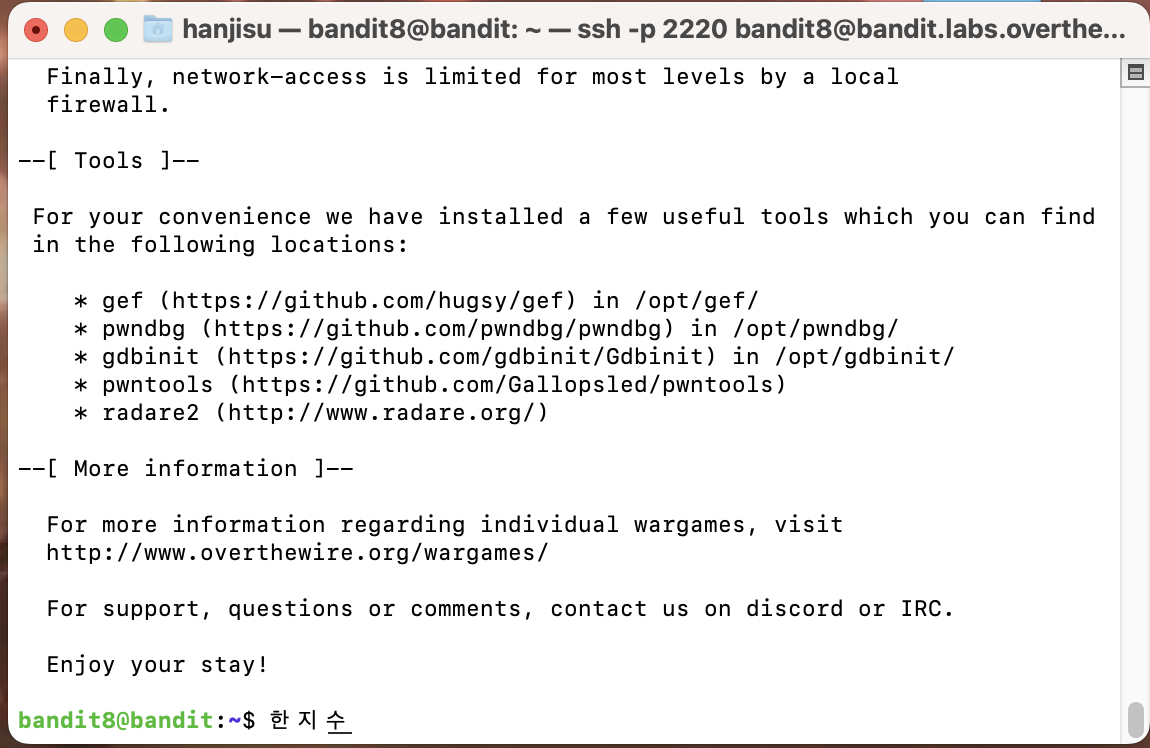 hanjisu — bandit8@bandit: ~ — ssh -p 2220 bandit8@bandit.labs.overthe...
Finally, network-access is limited for most levels by a local
firewall.
--[ Tools ]--
For your convenience we have installed a few useful tools which you can find
in the following locations:
* gef (https://github.com/hugsy/gef) in /opt/gef/
* pwndbg (https://github.com/pwndbg/pwndbg) in /opt/pwndbg/
* gdbinit (https://github.com/gdbinit/Gdbinit) in /opt/gdbinit/
* pwntools (https://github.com/Gallopsled/pwntools)
* radare2 (http://www.radare.org/)
--[ More information ]--
For more information regarding individual wargames, visit
http://www.overthewire.org/wargames/
For support, questions or comments, contact us on discord or IRC.
Enjoy your stay!
bandit8@bandit:~$ 한지수